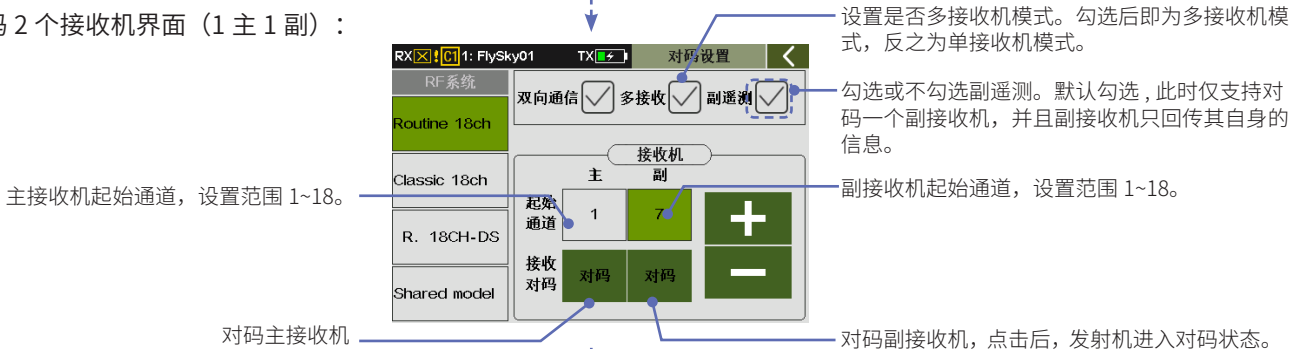 2 个接收机界面（1 主 1 副）：
设置是否多接收机模式。勾选后即为多接收机模
式，反之为单接收机模式。
RX C1 1: FlySky01 TX 对码设置
RF系统
双向通信 多接收 副遥测
勾选或不勾选副遥测。默认勾选 , 此时仅支持对
码一个副接收机，并且副接收机只回传其自身的
信息。
Routine 18ch
接收机
主 副
Classic 18ch
主接收机起始通道，设置范围 1~18。
副接收机起始通道，设置范围 1~18。
起始
通道
1 7
+
R. 18CH-DS
接收
对码
对码 对码
−
Shared model
对码主接收机
对码副接收机，点击后，发射机进入对码状态。